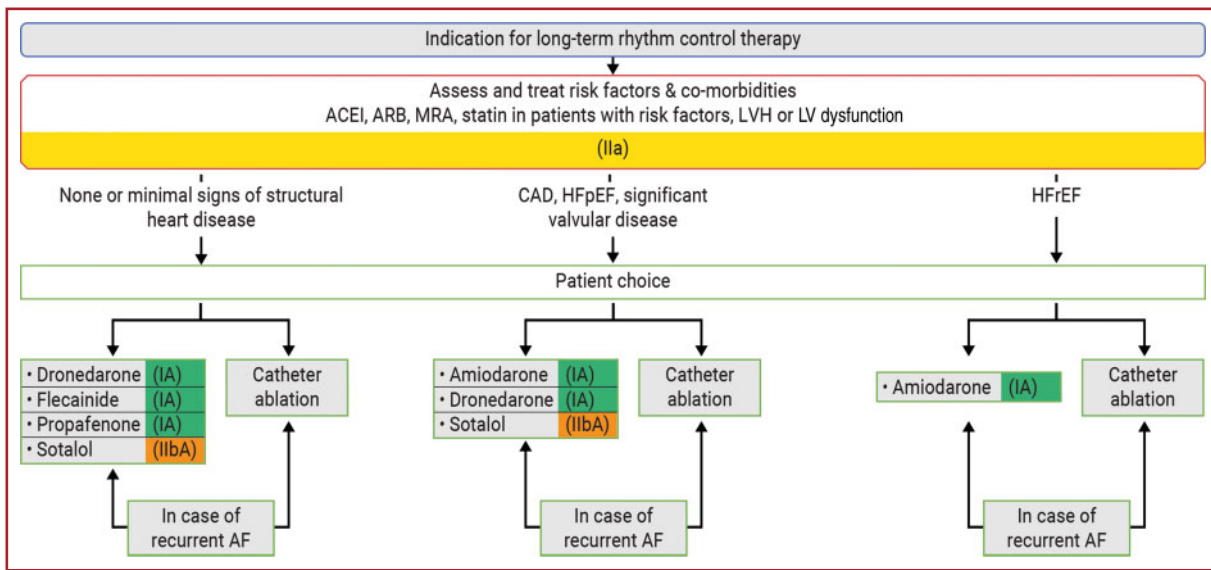 Indication for long-term rhythm control therapy
Assess and treat risk factors & co-morbidities
ACEI, ARB, MRA, statin in patients with risk factors, LVH or LV dysfunction
(IIa)
None or minimal signs of structural
heart disease
CAD, HFpEF, significant
valvular disease
HFrEF
Patient choice
• Dronedarone (IA)
• Flecainide (IA)
• Propafenone (IA)
• Sotalol (IIbA)
Catheter
ablation
• Amiodarone (IA)
• Dronedarone (IA)
• Sotalol (IIbA)
Catheter
ablation
• Amiodarone (IA)
Catheter
ablation
In case of
recurrent AF
In case of
recurrent AF
In case of
recurrent AF